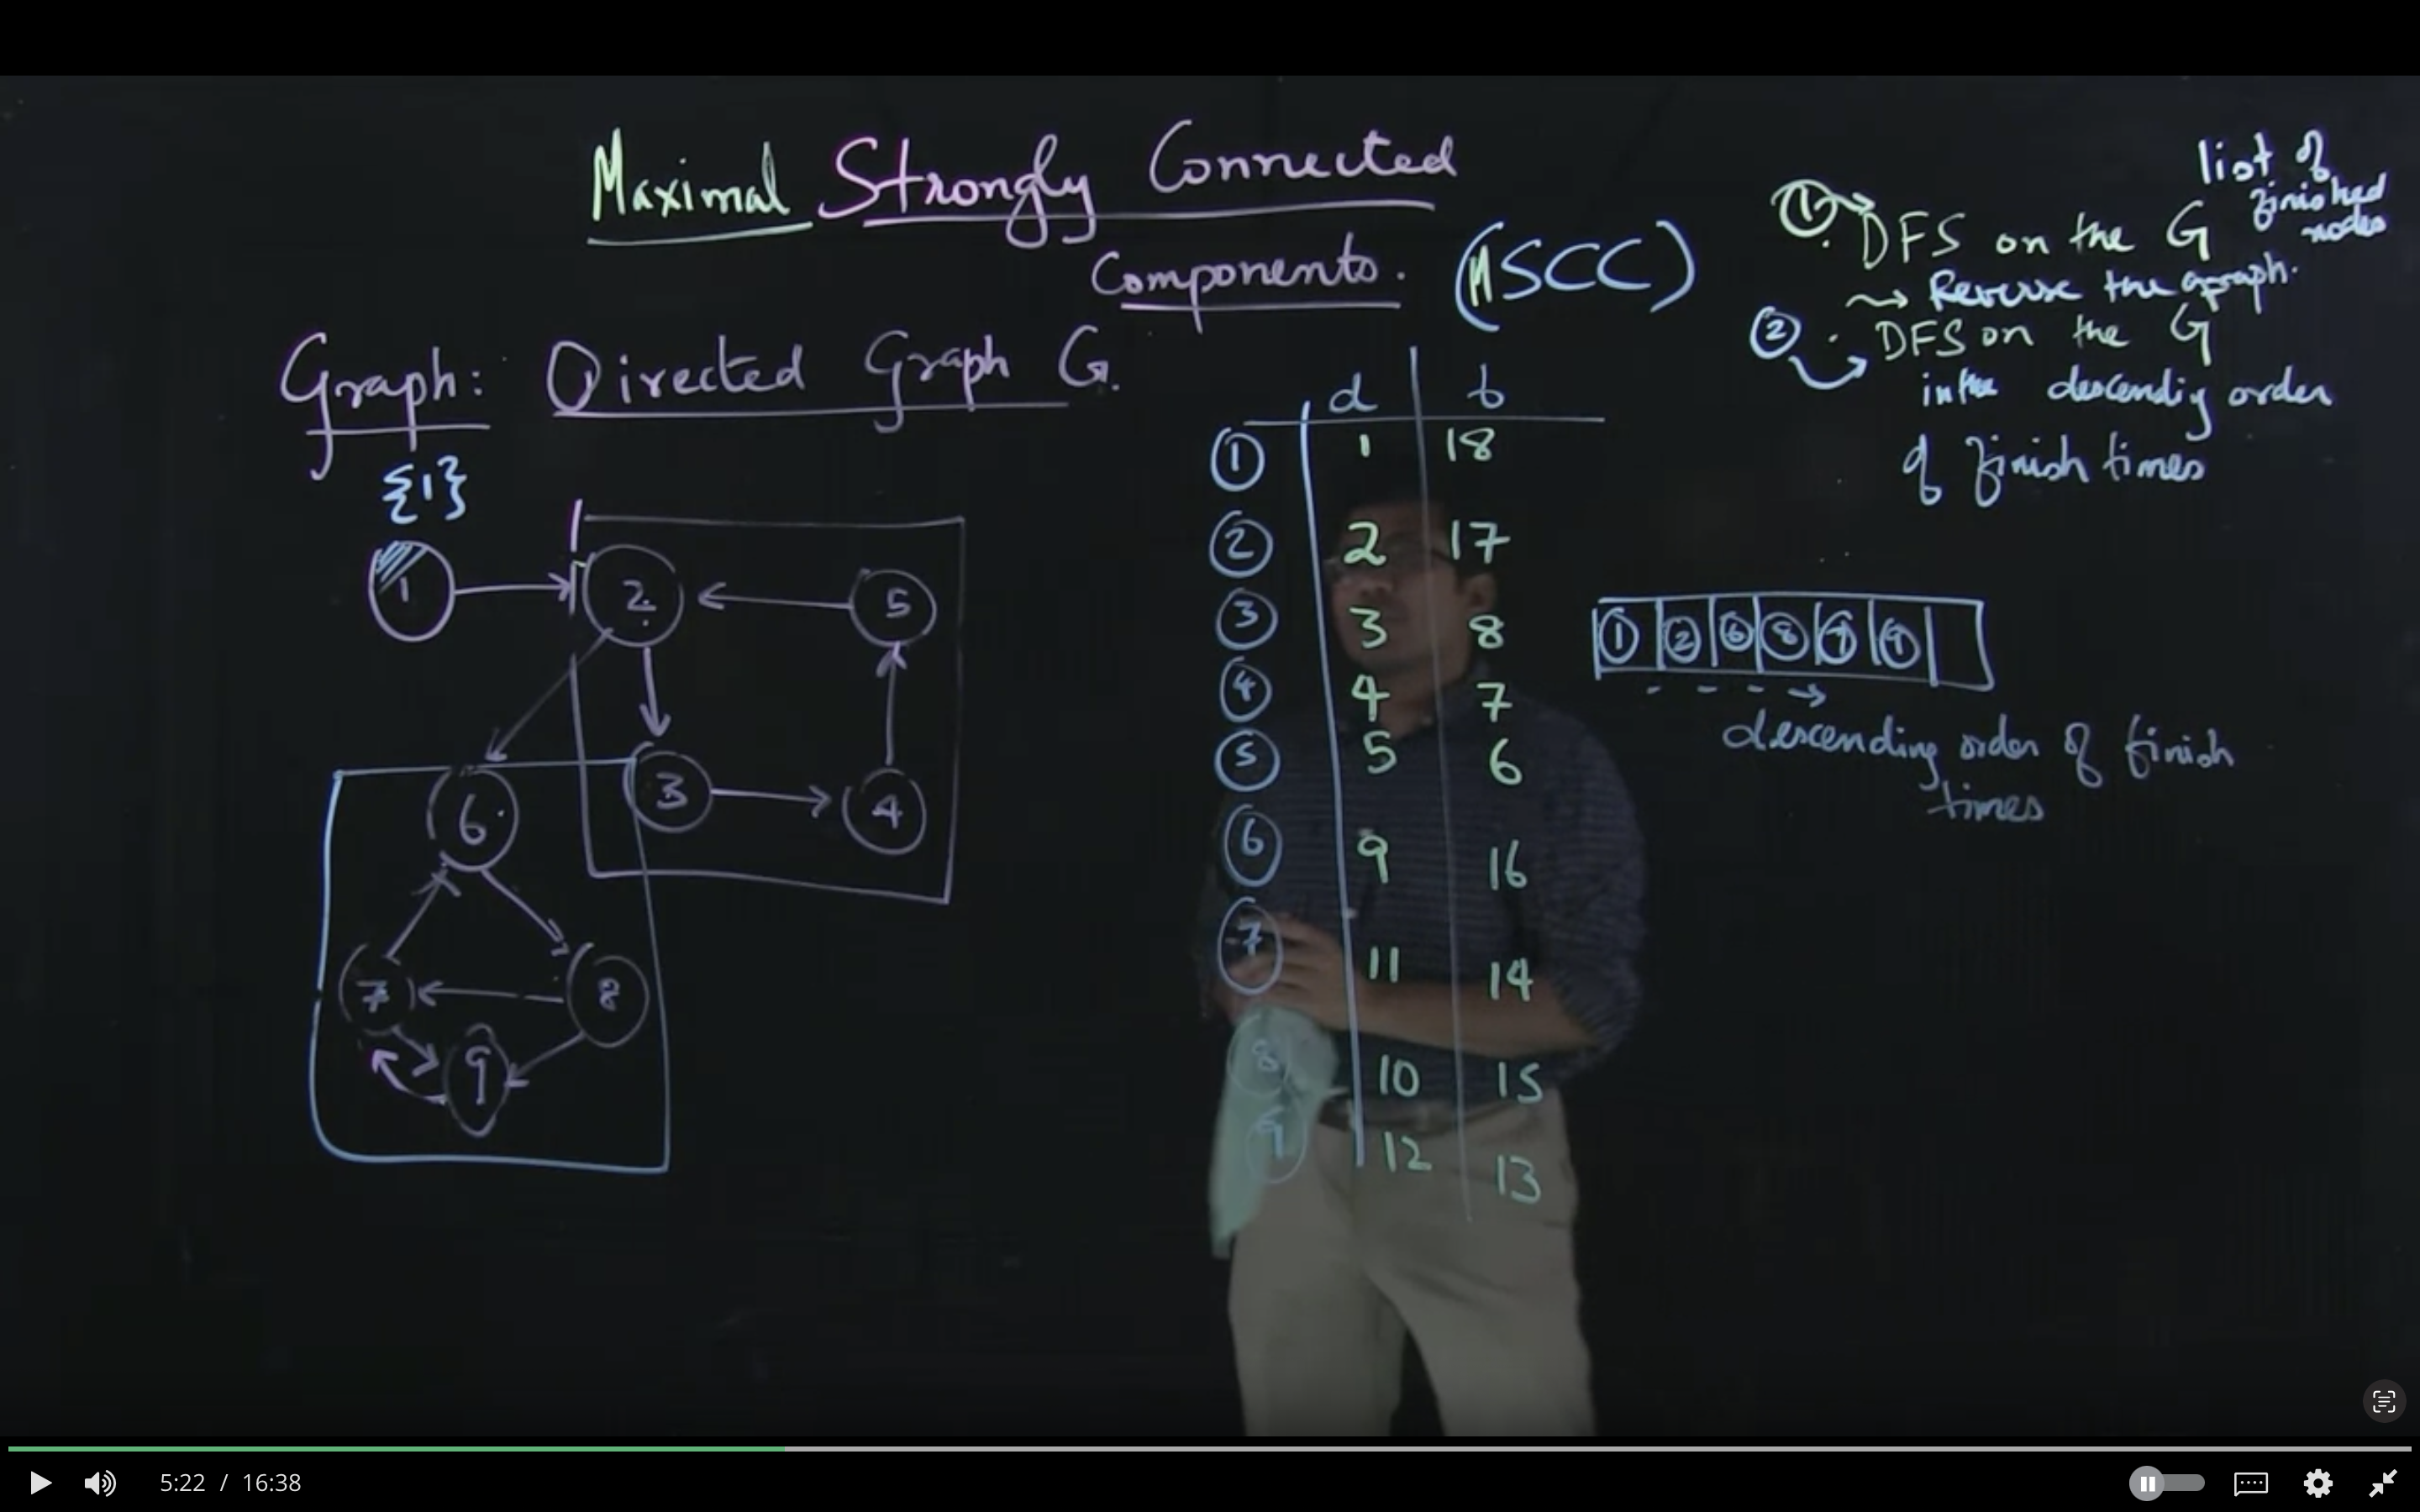 Maximal Strongly Connected
Components. (MSCC)
Graph: Directed Graph G.
{1}
1
2
5
3
4
6
7
8
9
d f
1 1 18
2 2 17
3 3 8
4 4 7
5 5 6
6 9 16
7 11 14
8 10 15
9 12 13
list of
finished
nodes
1 DFS on the G
Reverse the graph.
2 DFS on the G
in the descendig order
of finish times
1 2 6 8 7 9
descending order of finish
times
5:22 / 16:38